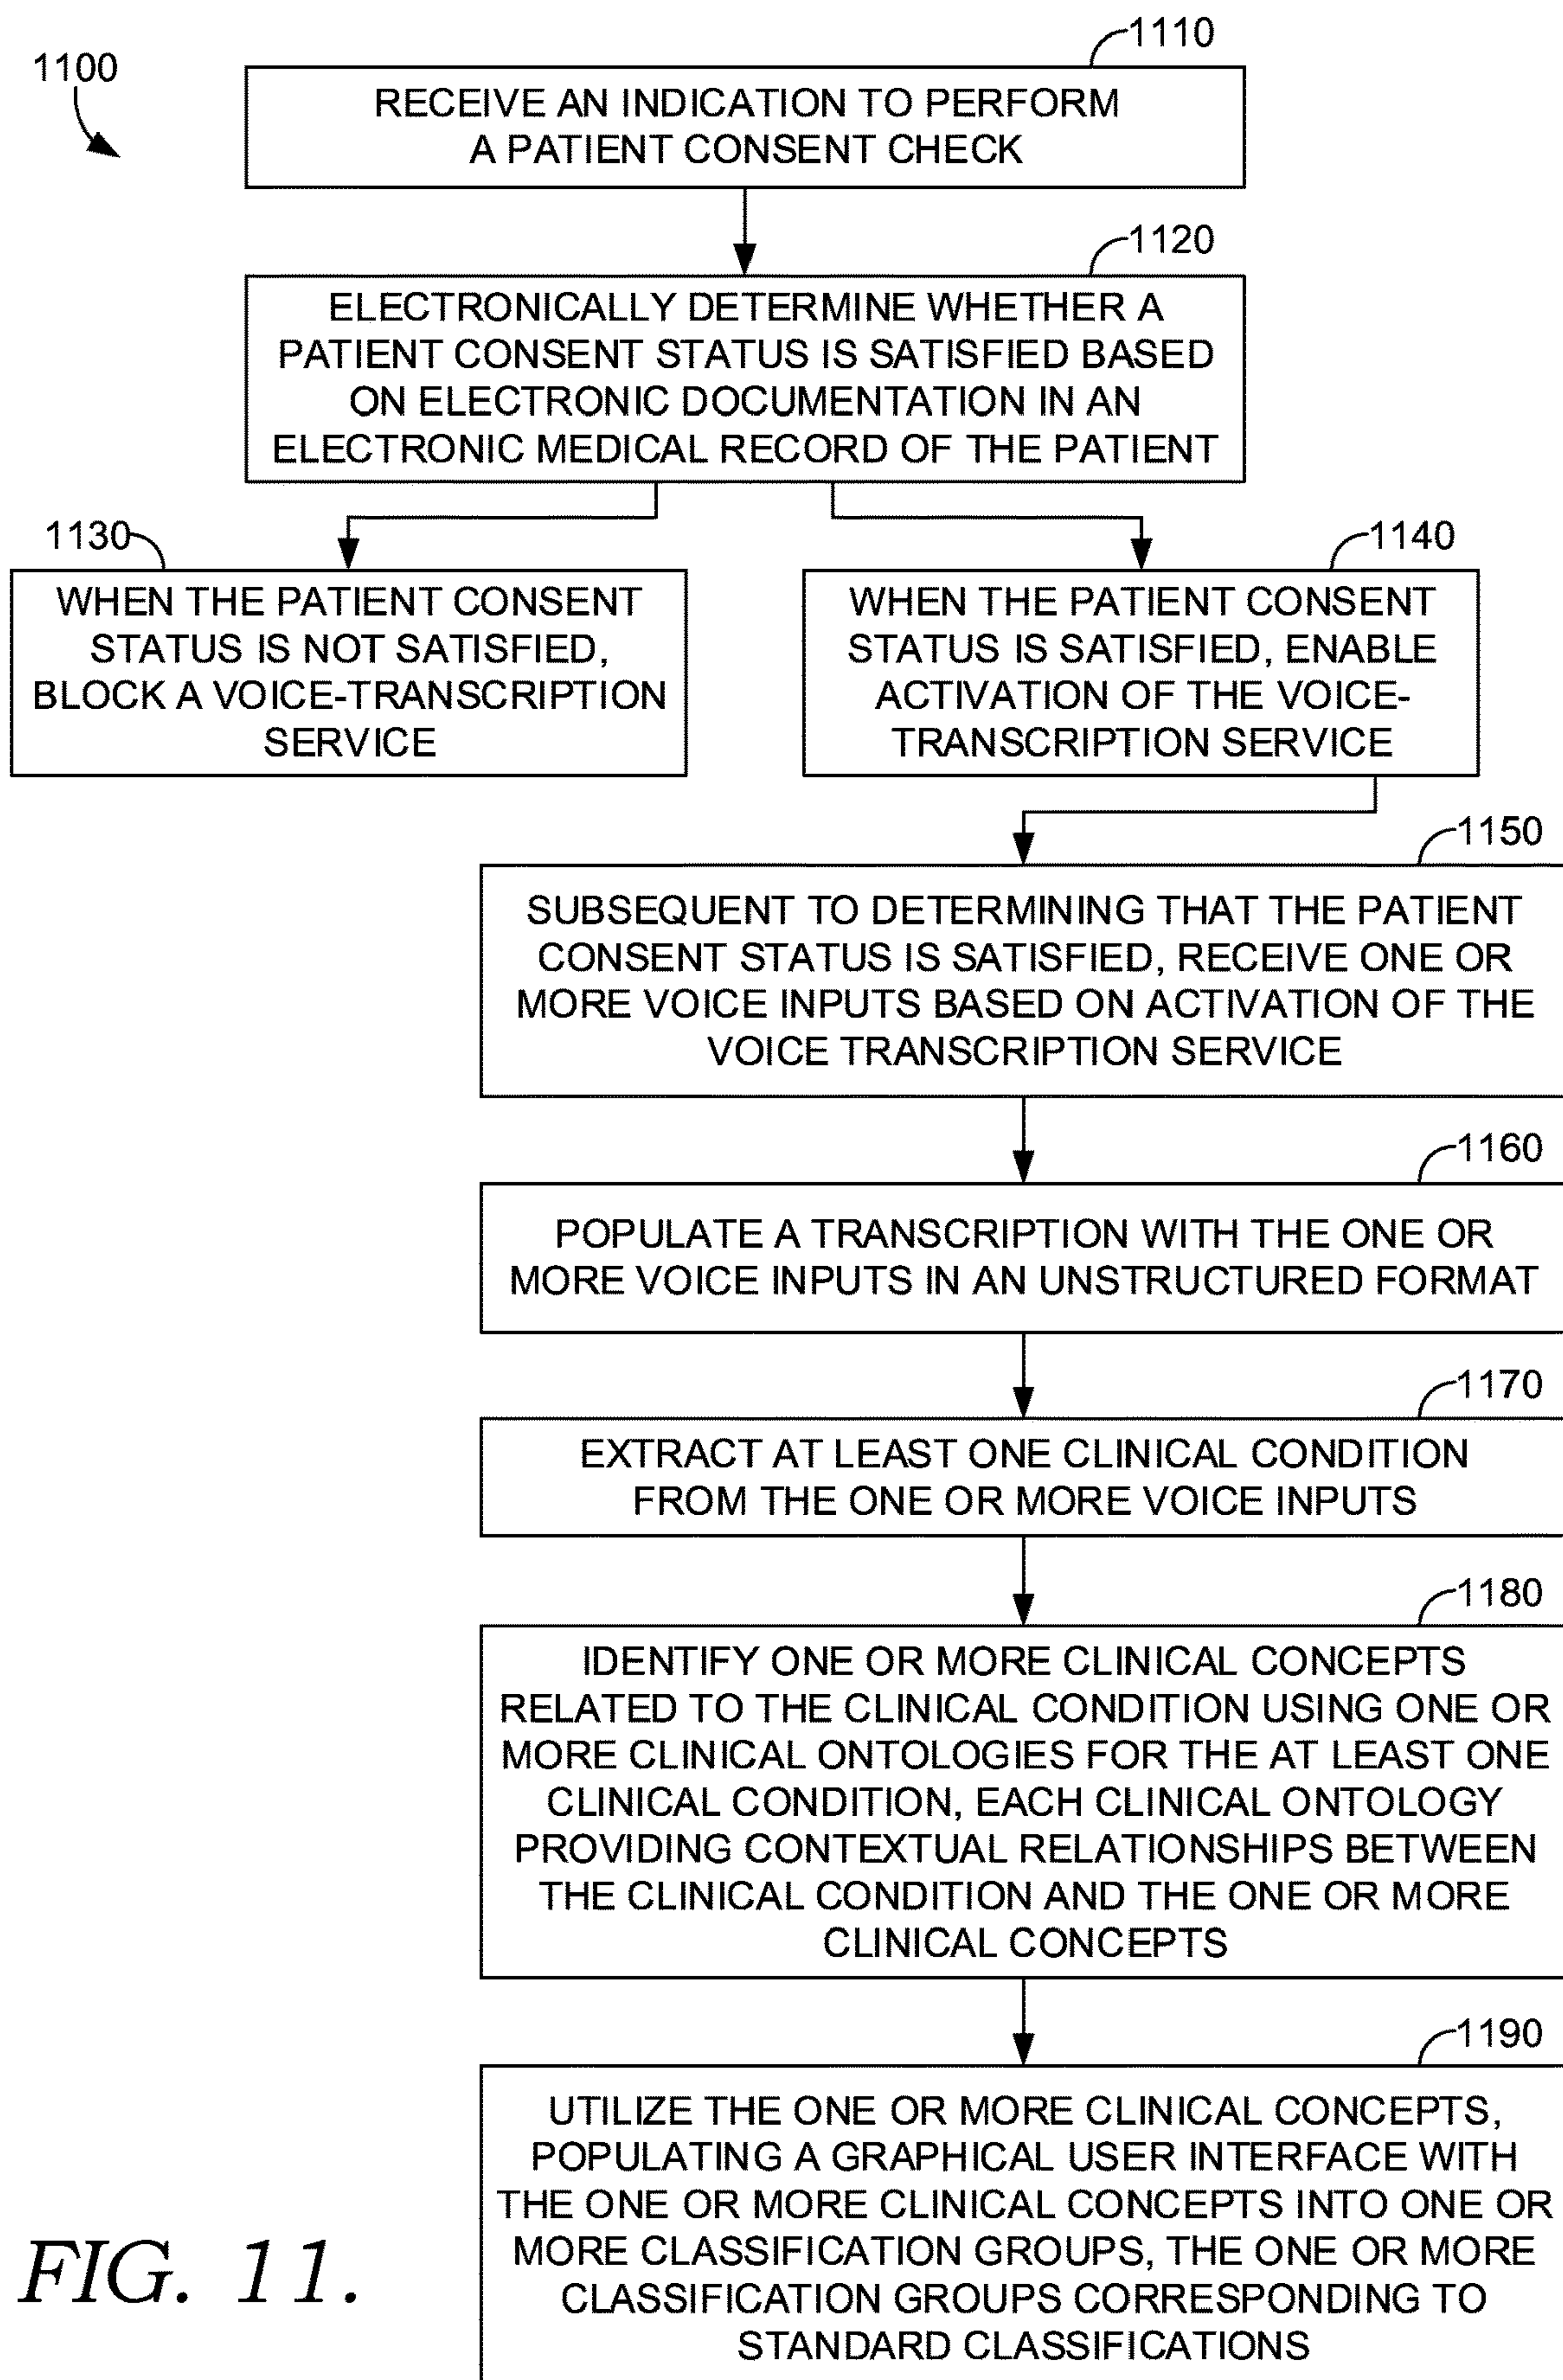 1100
1110
RECEIVE AN INDICATION TO PERFORM
A PATIENT CONSENT CHECK
1120
ELECTRONICALLY DETERMINE WHETHER A
PATIENT CONSENT STATUS IS SATISFIED BASED
ON ELECTRONIC DOCUMENTATION IN AN
ELECTRONIC MEDICAL RECORD OF THE PATIENT
1130
WHEN THE PATIENT CONSENT
STATUS IS NOT SATISFIED,
BLOCK A VOICE-TRANSCRIPTION
SERVICE
1140
WHEN THE PATIENT CONSENT
STATUS IS SATISFIED, ENABLE
ACTIVATION OF THE VOICE-
TRANSCRIPTION SERVICE
1150
SUBSEQUENT TO DETERMINING THAT THE PATIENT
CONSENT STATUS IS SATISFIED, RECEIVE ONE OR
MORE VOICE INPUTS BASED ON ACTIVATION OF THE
VOICE TRANSCRIPTION SERVICE
1160
POPULATE A TRANSCRIPTION WITH THE ONE OR
MORE VOICE INPUTS IN AN UNSTRUCTURED FORMAT
1170
EXTRACT AT LEAST ONE CLINICAL CONDITION
FROM THE ONE OR MORE VOICE INPUTS
1180
IDENTIFY ONE OR MORE CLINICAL CONCEPTS
RELATED TO THE CLINICAL CONDITION USING ONE OR
MORE CLINICAL ONTOLOGIES FOR THE AT LEAST ONE
CLINICAL CONDITION, EACH CLINICAL ONTOLOGY
PROVIDING CONTEXTUAL RELATIONSHIPS BETWEEN
THE CLINICAL CONDITION AND THE ONE OR MORE
CLINICAL CONCEPTS
1190
UTILIZE THE ONE OR MORE CLINICAL CONCEPTS,
POPULATING A GRAPHICAL USER INTERFACE WITH
THE ONE OR MORE CLINICAL CONCEPTS INTO ONE OR
MORE CLASSIFICATION GROUPS, THE ONE OR MORE
CLASSIFICATION GROUPS CORRESPONDING TO
STANDARD CLASSIFICATIONS
FIG. 11.